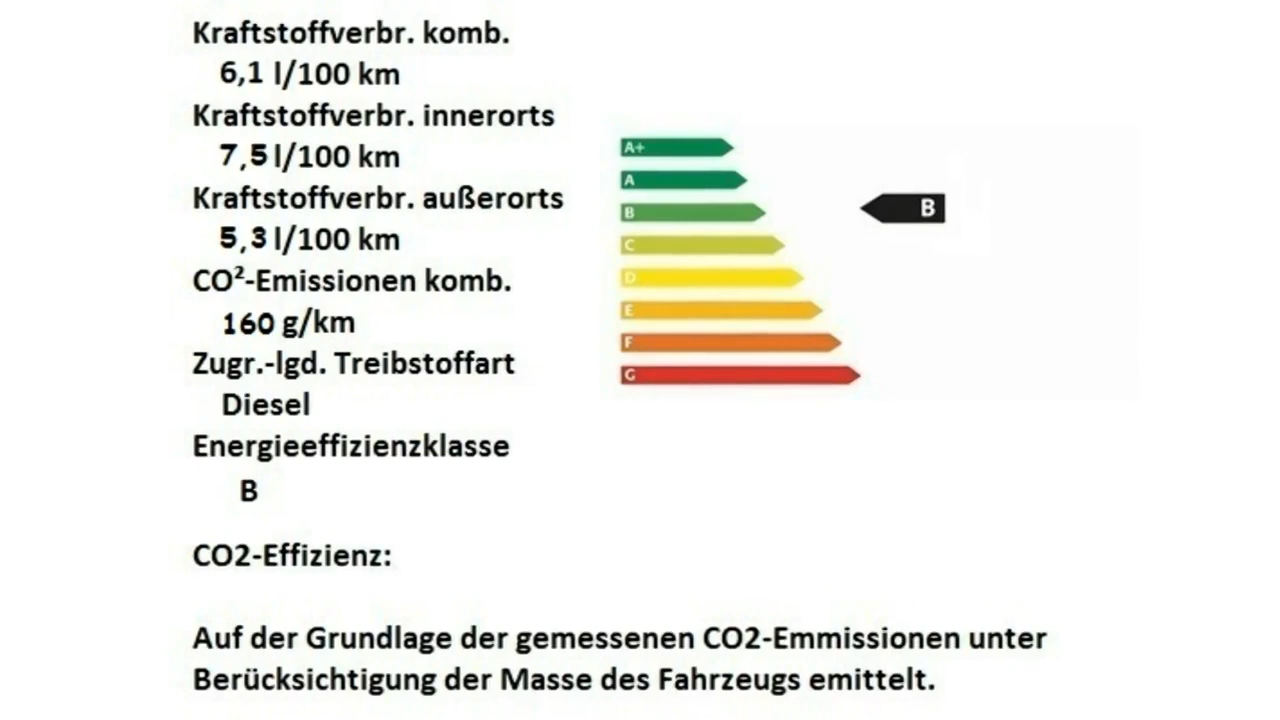 Kraftstoffverbr. komb.
6,1 l/100 km
Kraftstoffverbr. innerorts
7,5 l/100 km
Kraftstoffverbr. außerorts
5,3 l/100 km
CO²-Emissionen komb.
160 g/km
Zugr.-lgd. Treibstoffart
Diesel
Energieeffizienzklasse
B
A+
A
B
C
D
E
F
G
B
CO2-Effizienz:
Auf der Grundlage der gemessenen CO2-Emmissionen unter
Berücksichtigung der Masse des Fahrzeugs emittelt.